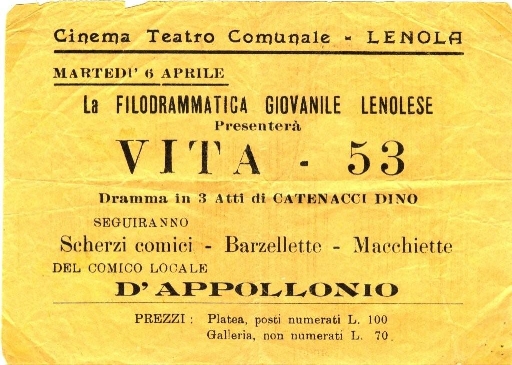 Cinema Teatro Comunale - LENOLA
MARTEDI' 6 APRILE
La FILODRAMMATICA GIOVANILE LENOLESE
Presenterà
VITA - 53
Dramma in 3 Atti di CATENACCI DINO
SEGUIRANNO
Scherzi comici - Barzellette - Macchiette
DEL COMICO LOCALE
D'APPOLLONIO
PREZZI : Platea, posti numerati L. 100
Galleria, non numerati L. 70